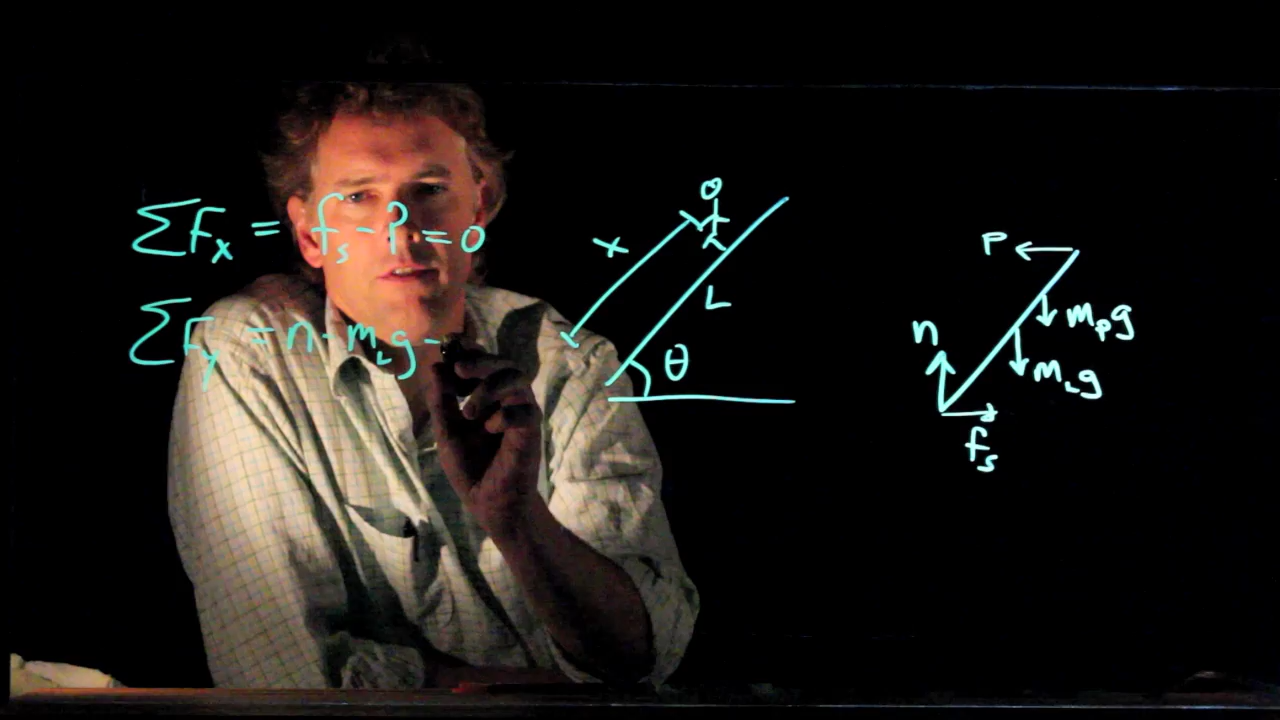 ΣFx = fs - P = 0
ΣFy = n - mLg -
x
L
θ
P
mpg
n
mLg
fs